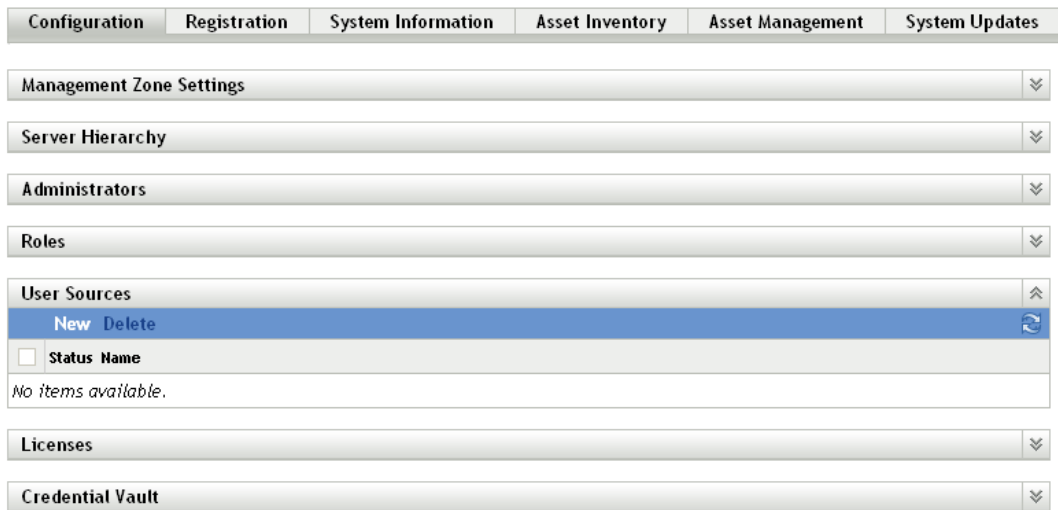 Configuration Registration System Information Asset Inventory Asset Management System Updates
Management Zone Settings
Server Hierarchy
Administrators
Roles
User Sources
New Delete
Status Name
No items available.
Licenses
Credential Vault